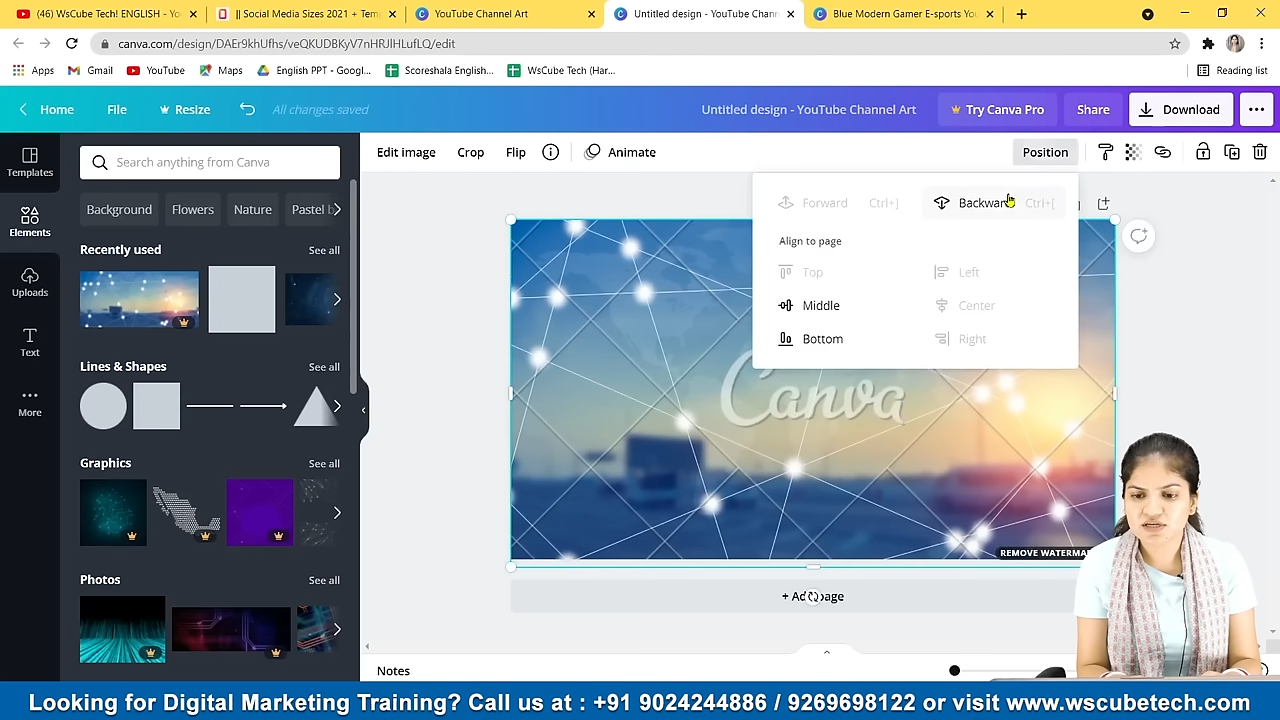 (46) WsCube Tech! ENGLISH - Yo
|| Social Media Sizes 2021 + Tem
YouTube Channel Art
Untitled design - YouTube Chann
Blue Modern Gamer E-sports You
canva.com/design/DAEr9khUfhs/veQKUDBKyV7nHRJlHLufLQ/edit
Apps
Gmail
YouTube
Maps
English PPT - Googl...
Scoreshala English...
WsCube Tech (Har...
Reading list
Home
File
Resize
All changes saved
Untitled design - YouTube Channel Art
Try Canva Pro
Share
Download
Templates
Elements
Uploads
Text
More
Search anything from Canva
Background
Flowers
Nature
Pastel b
Recently used
See all
Lines & Shapes
See all
Graphics
See all
Photos
See all
Edit image
Crop
Flip
Animate
Position
Forward Ctrl+]
Backward Ctrl+[
Align to page
Top
Left
Middle
Center
Bottom
Right
Canva
REMOVE WATERMA
+ Add page
Notes
Looking for Digital Marketing Training? Call us at : +91 9024244886 / 9269698122 or visit www.wscubetech.com